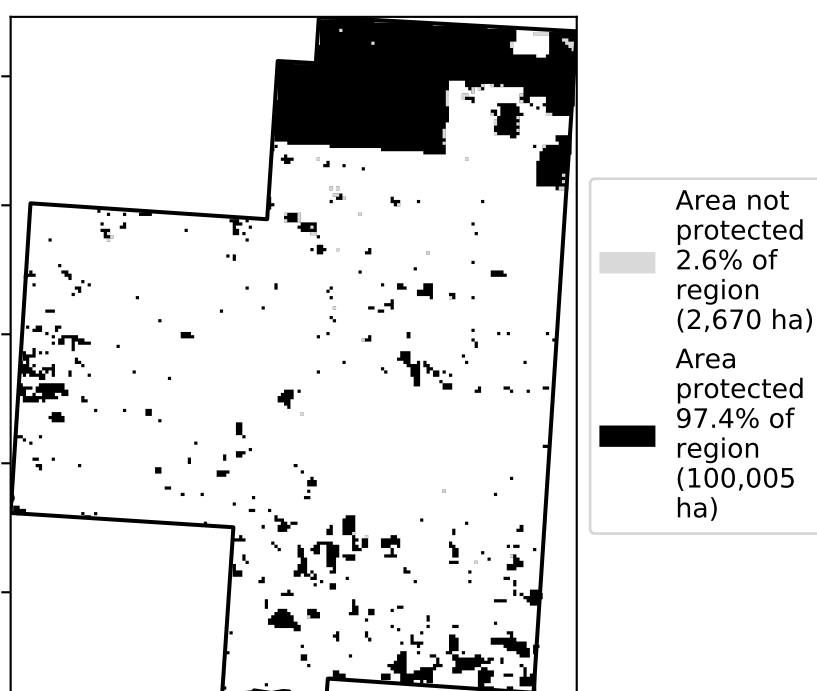 Area not
protected
2.6% of
region
(2,670 ha)
Area
protected
97.4% of
region
(100,005
ha)